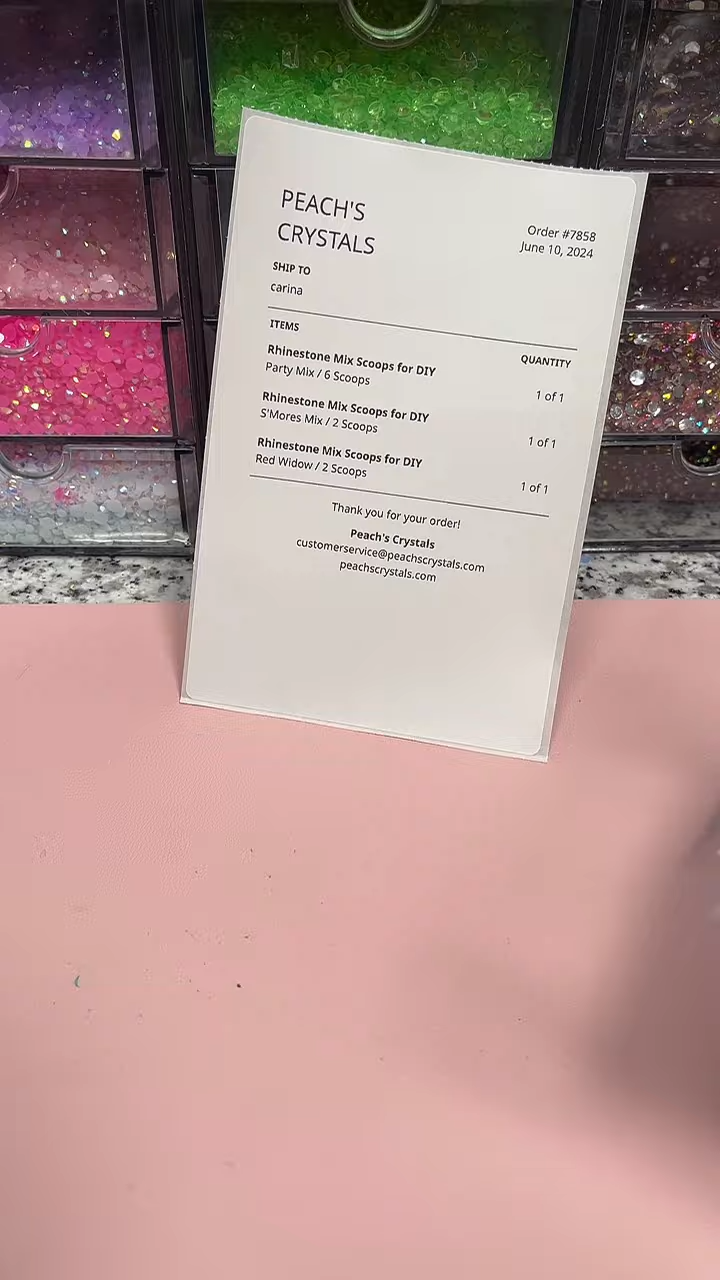 PEACH'S
CRYSTALS
Order #7858
June 10, 2024
SHIP TO
carina
ITEMS
QUANTITY
Rhinestone Mix Scoops for DIY
Party Mix / 6 Scoops
1 of 1
Rhinestone Mix Scoops for DIY
S'Mores Mix / 2 Scoops
1 of 1
Rhinestone Mix Scoops for DIY
Red Widow / 2 Scoops
1 of 1
Thank you for your order!
Peach's Crystals
customerservice@peachscrystals.com
peachscrystals.com